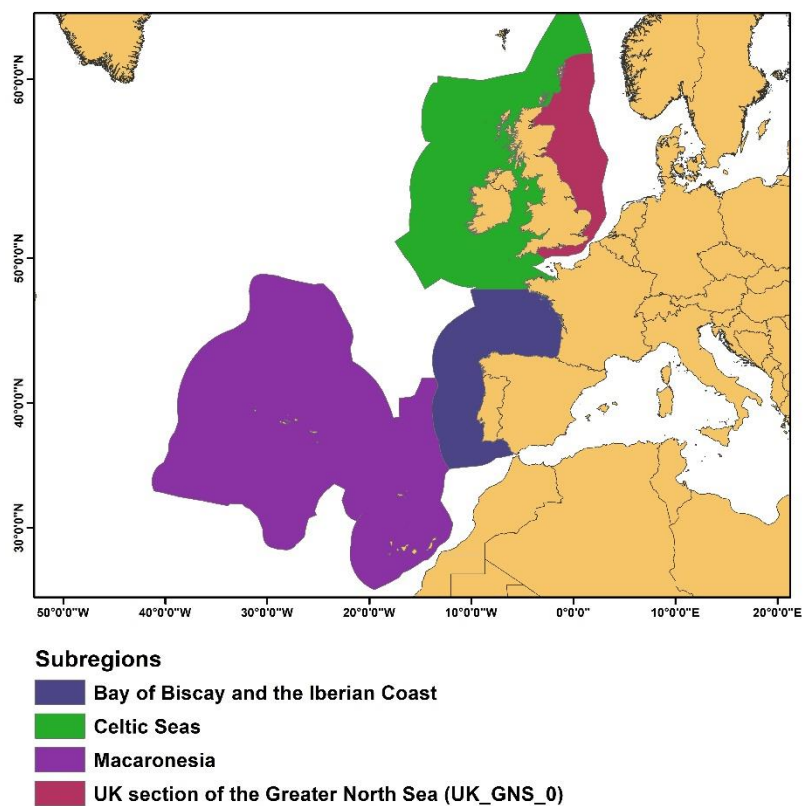 60°0'0"N
50°0'0"N
40°0'0"N
30°0'0"N
50°0'0"W
40°0'0"W
30°0'0"W
20°0'0"W
10°0'0"W
0°0'0"
10°0'0"E
20°0'0"E
Subregions
Bay of Biscay and the Iberian Coast
Celtic Seas
Macaronesia
UK section of the Greater North Sea (UK_GNS_0)